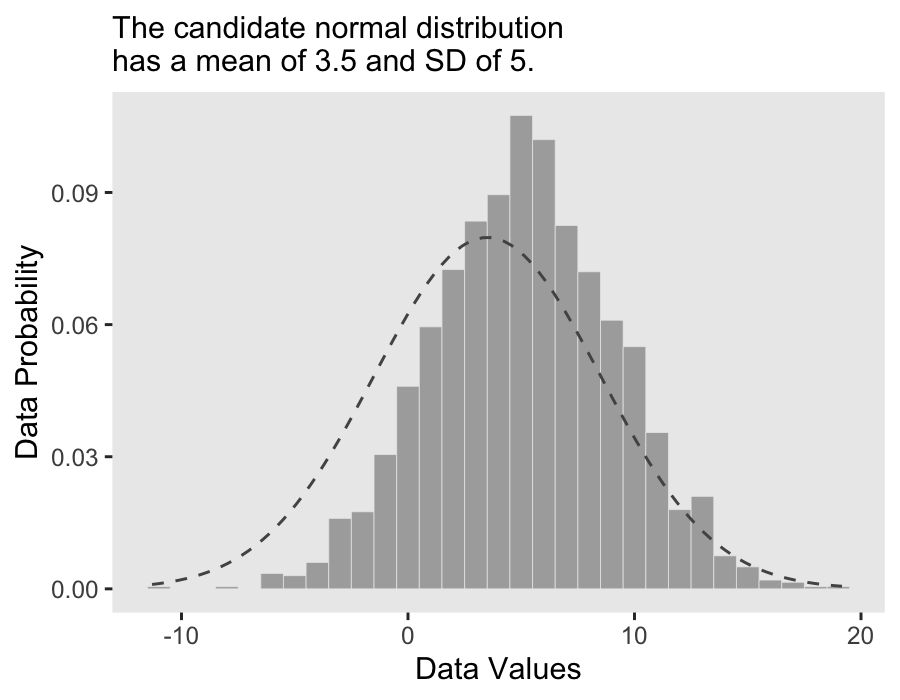 The candidate normal distribution
has a mean of 3.5 and SD of 5.
Data Probability
0.09
0.06
0.03
0.00
-10
0
10
20
Data Values